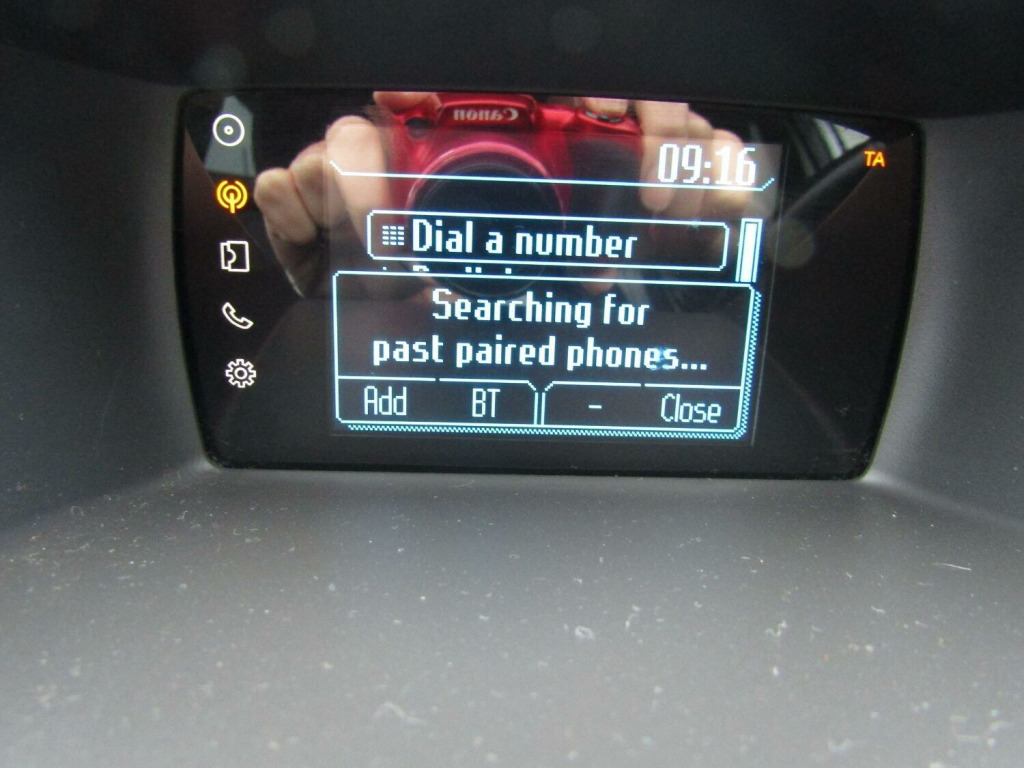 Canon
09:16
TA
Dial a number
Searching for
past paired phones...
Add BT - Close